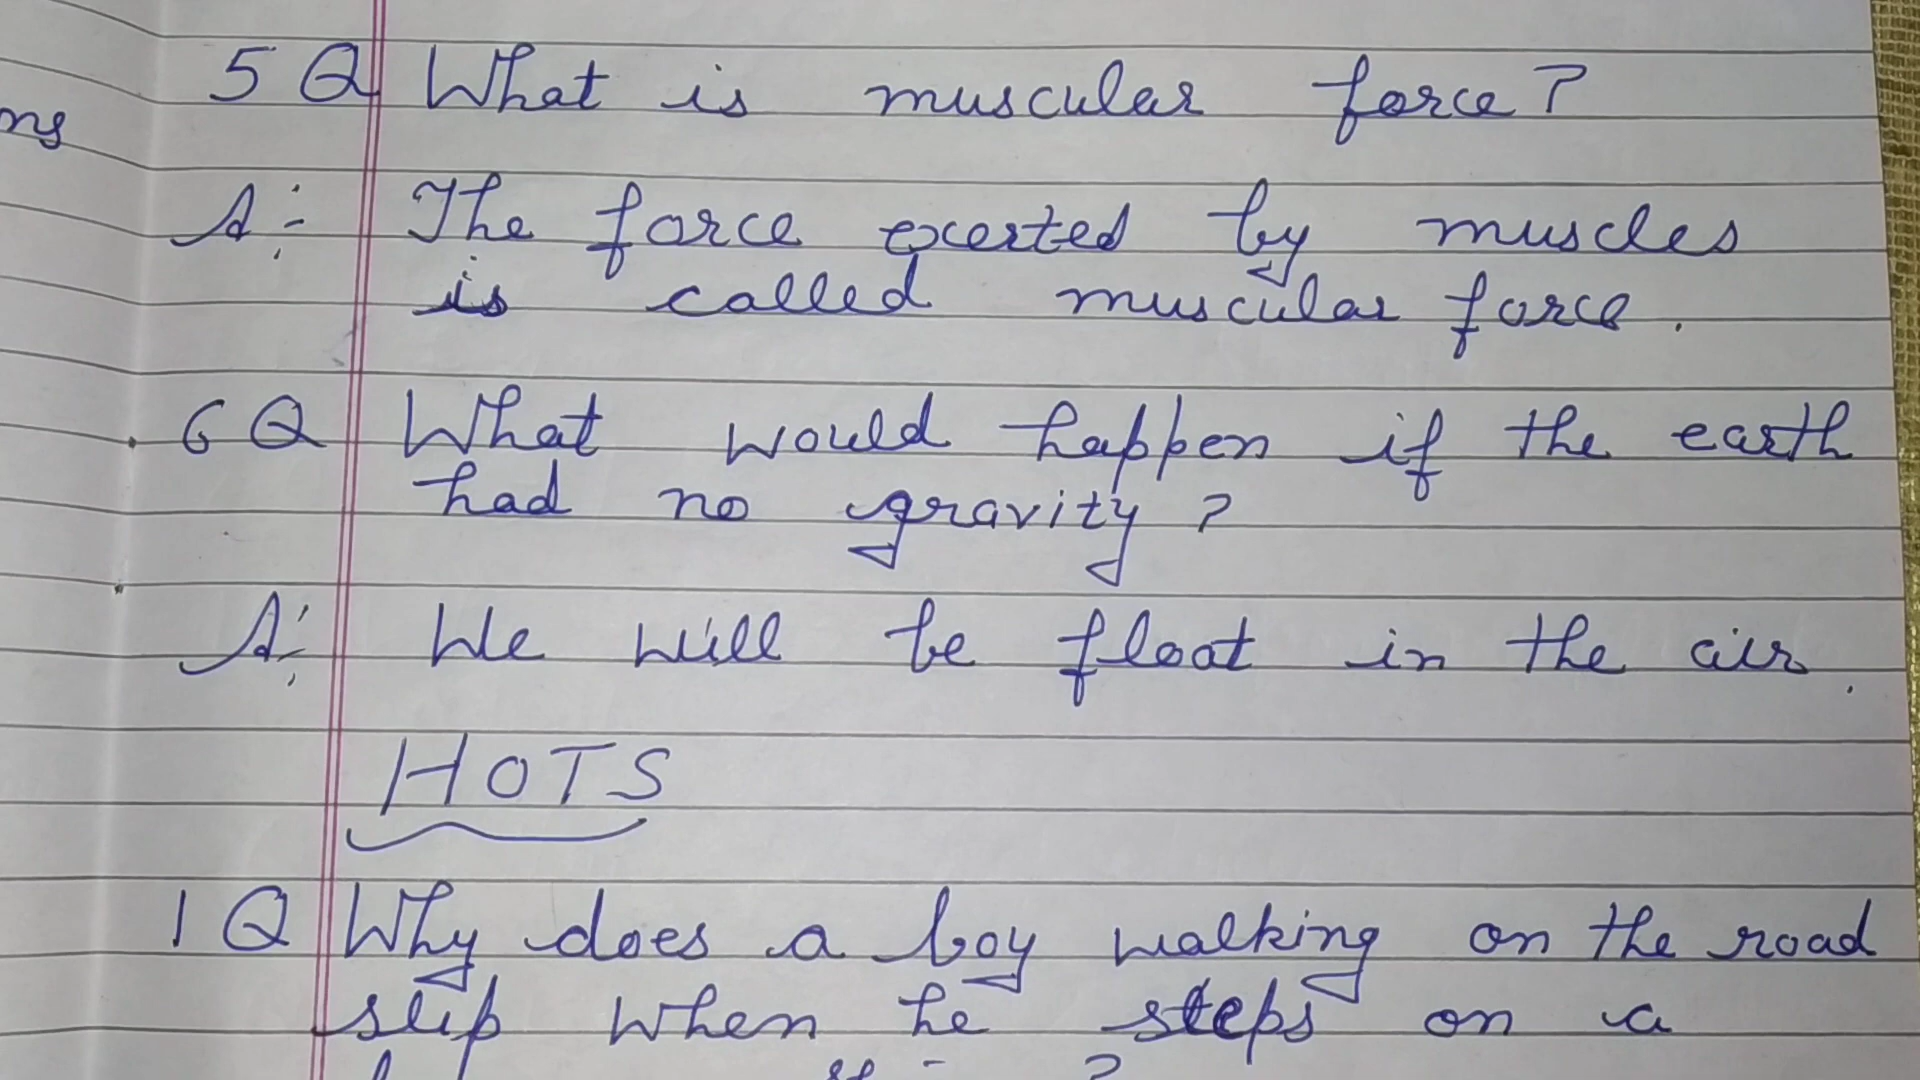 5 Q What is muscular force?
A:- The force exerted by muscles
is called muscular force.
6 Q What would happen if the earth
had no gravity?
A:- We will be float in the air.
HOTS
1 Q Why does a boy walking on the road
slip when he steps on a